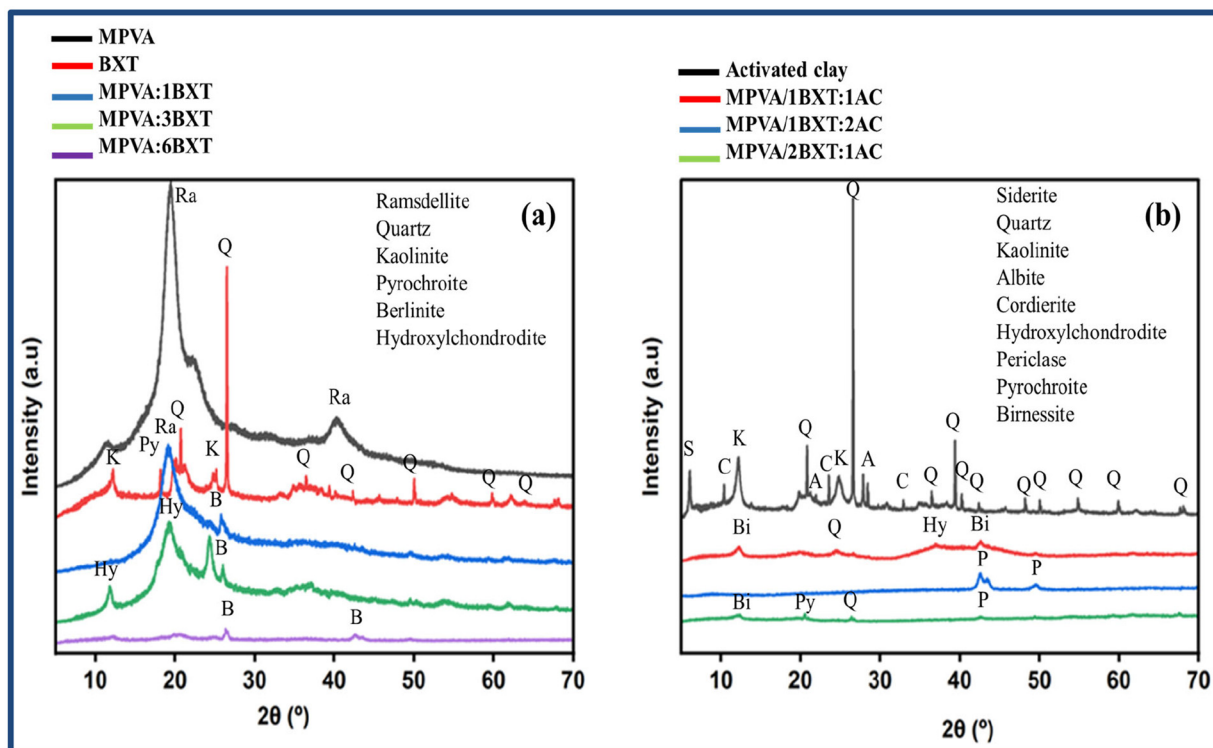 MPVA
BXT
MPVA:1BXT
MPVA:3BXT
MPVA:6BXT
Intensity (a.u)
(a)
Ramsdellite
Quartz
Kaolinite
Pyrochroite
Berlinite
Hydroxylchondrodite
Ra
Q
Ra
K
Py
Ra
Q
K
Q
Q
Q
Q
Q
Hy
B
Hy
B
B
B
10 20 30 40 50 60 70
2θ (º)
Activated clay
MPVA/1BXT:1AC
MPVA/1BXT:2AC
MPVA/2BXT:1AC
Intensity (a.u)
(b)
Siderite
Quartz
Kaolinite
Albite
Cordierite
Hydroxylchondrodite
Periclase
Pyrochroite
Birnessite
Q
S
C
K
Q
A
C
K
A
C
Q
Q
Q
Q
Q
Q
Q
Q
Q
Bi
Q
Hy
Bi
P
P
Bi
Py
Q
P
10 20 30 40 50 60 70
2θ (º)